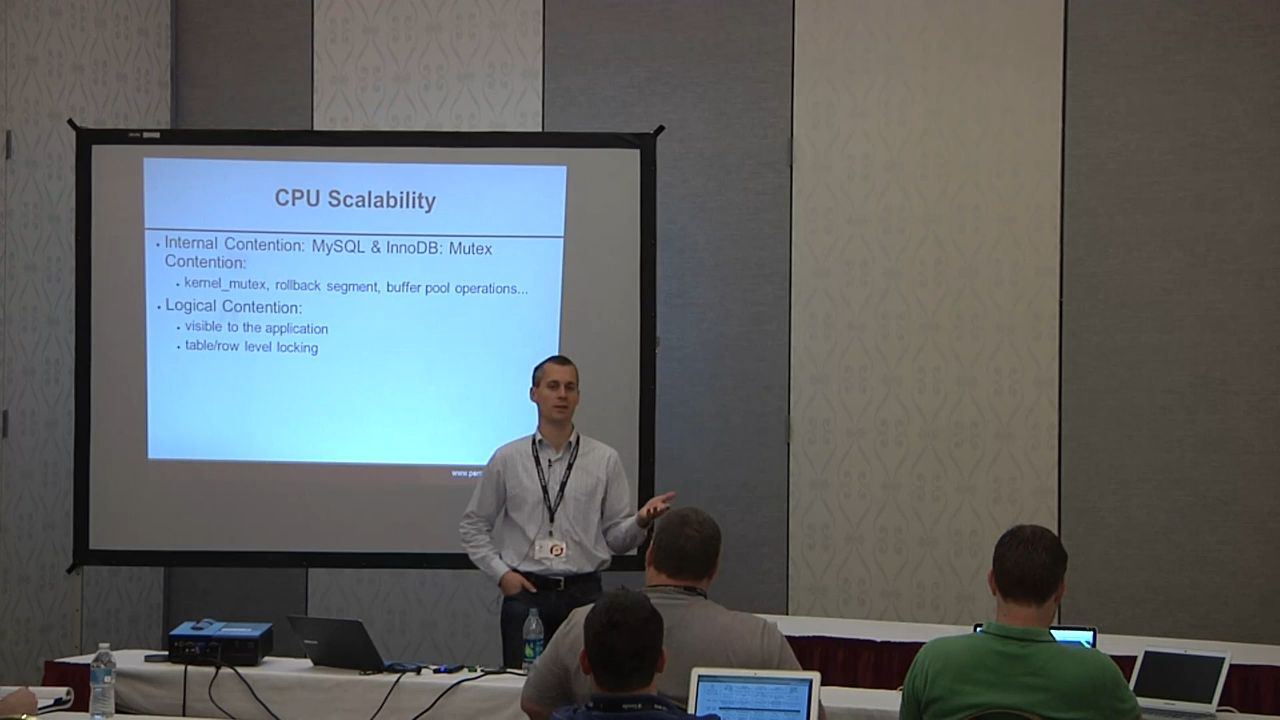 CPU Scalability
• Internal Contention: MySQL & InnoDB: Mutex
Contention:
• kernel_mutex, rollback segment, buffer pool operations...
• Logical Contention:
• visible to the application
• table/row level locking